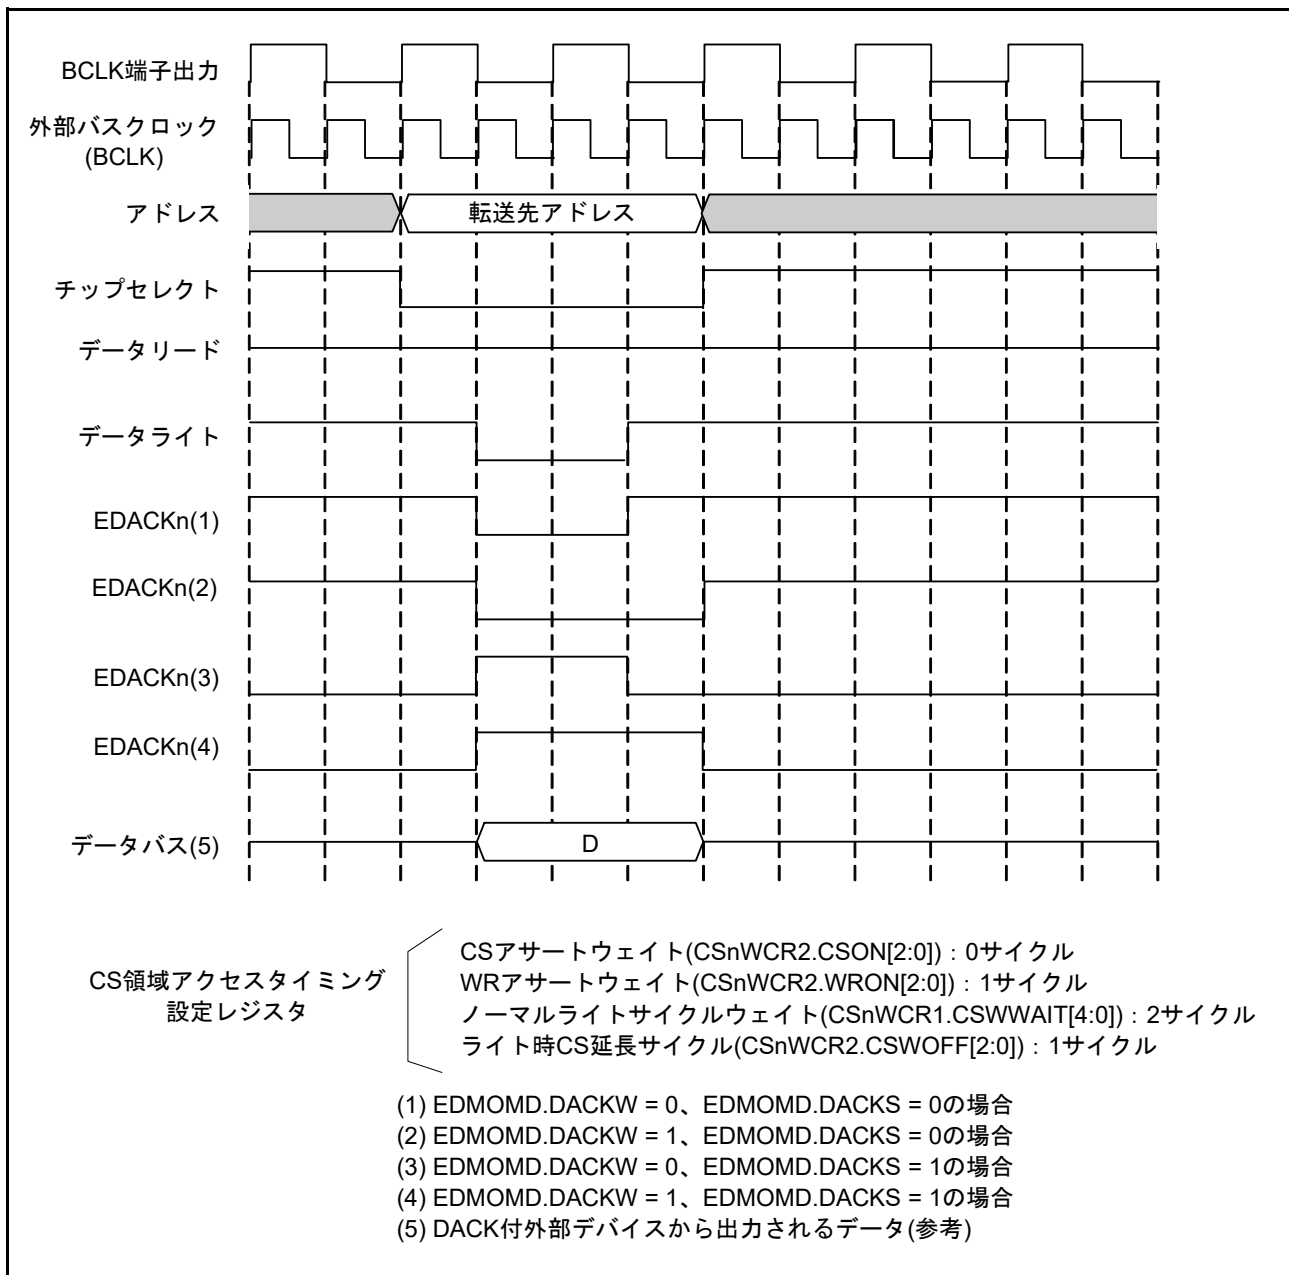 BCLK端子出力
外部バスクロック
(BCLK)
アドレス
転送先アドレス
チップセレクト
データリード
データライト
EDACKn(1)
EDACKn(2)
EDACKn(3)
EDACKn(4)
データバス(5)
D
CS領域アクセスタイミング
設定レジスタ
CSアサートウェイト(CSnWCR2.CSON[2:0])：0サイクル
WRアサートウェイト(CSnWCR2.WRON[2:0])：1サイクル
ノーマルライトサイクルウェイト(CSnWCR1.CSWWAIT[4:0])：2サイクル
ライト時CS延長サイクル(CSnWCR2.CSWOFF[2:0])：1サイクル
(1) EDMOMD.DACKW = 0、EDMOMD.DACKS = 0の場合
(2) EDMOMD.DACKW = 1、EDMOMD.DACKS = 0の場合
(3) EDMOMD.DACKW = 0、EDMOMD.DACKS = 1の場合
(4) EDMOMD.DACKW = 1、EDMOMD.DACKS = 1の場合
(5) DACK付外部デバイスから出力されるデータ(参考)